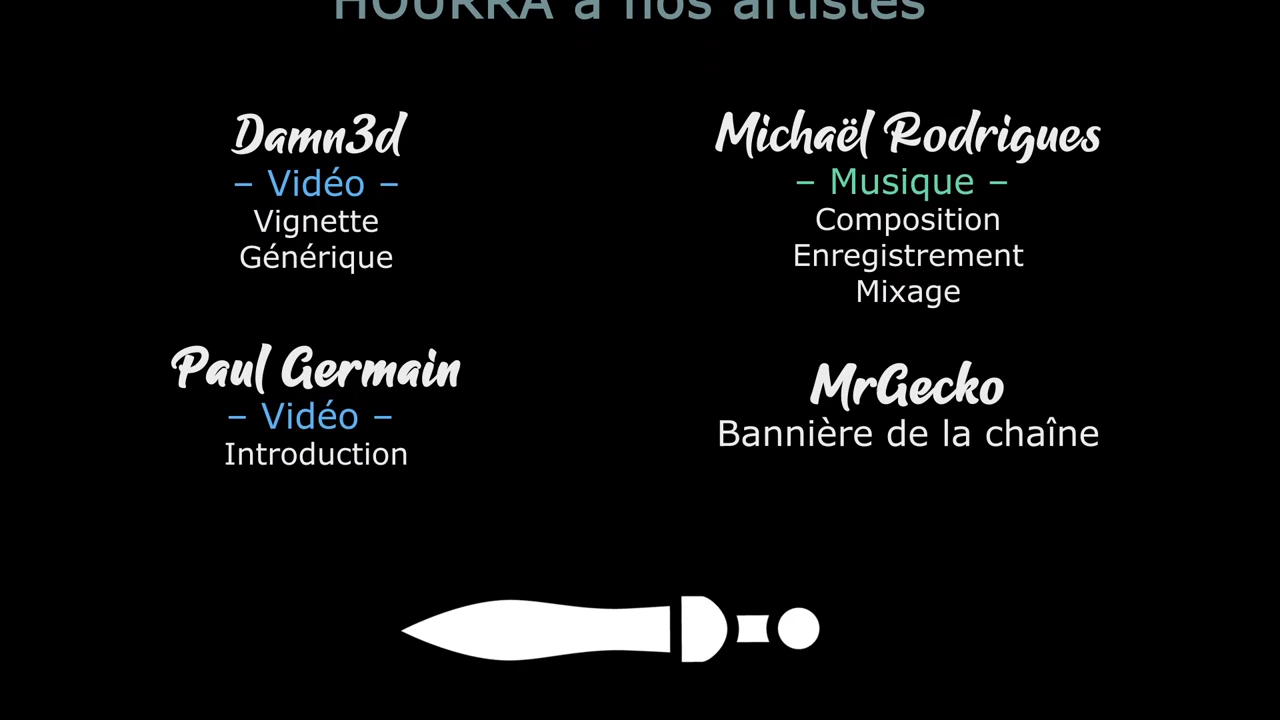 HOURRA à nos artistes
Damn3d
– Vidéo –
Vignette
Générique
Michaël Rodrigues
– Musique –
Composition
Enregistrement
Mixage
Paul Germain
– Vidéo –
Introduction
MrGecko
Bannière de la chaîne